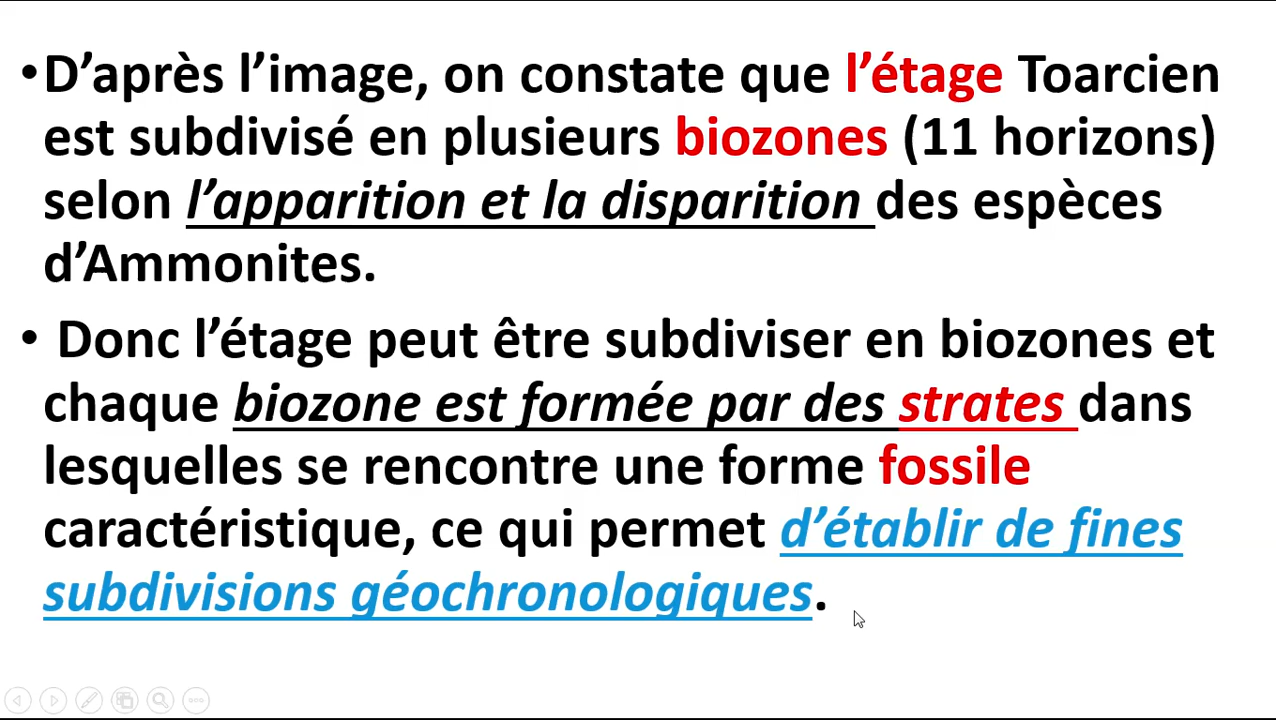 •D’après l’image, on constate que l’étage Toarcien
est subdivisé en plusieurs biozones (11 horizons)
selon l’apparition et la disparition des espèces
d’Ammonites.
• Donc l’étage peut être subdiviser en biozones et
chaque biozone est formée par des strates dans
lesquelles se rencontre une forme fossile
caractéristique, ce qui permet d’établir de fines
subdivisions géochronologiques.